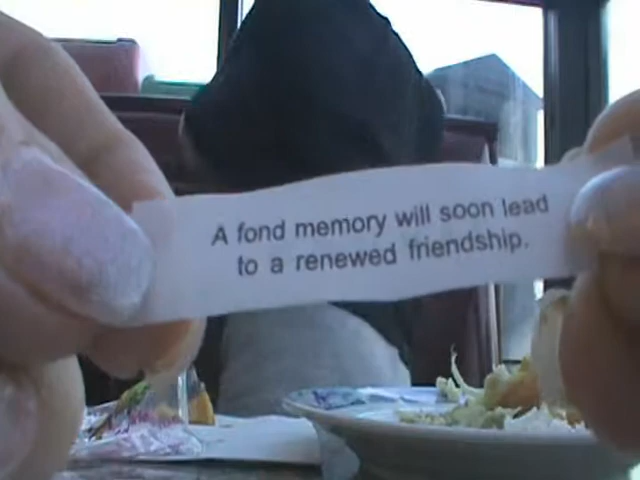 A fond memory will soon lead
to a renewed friendship.